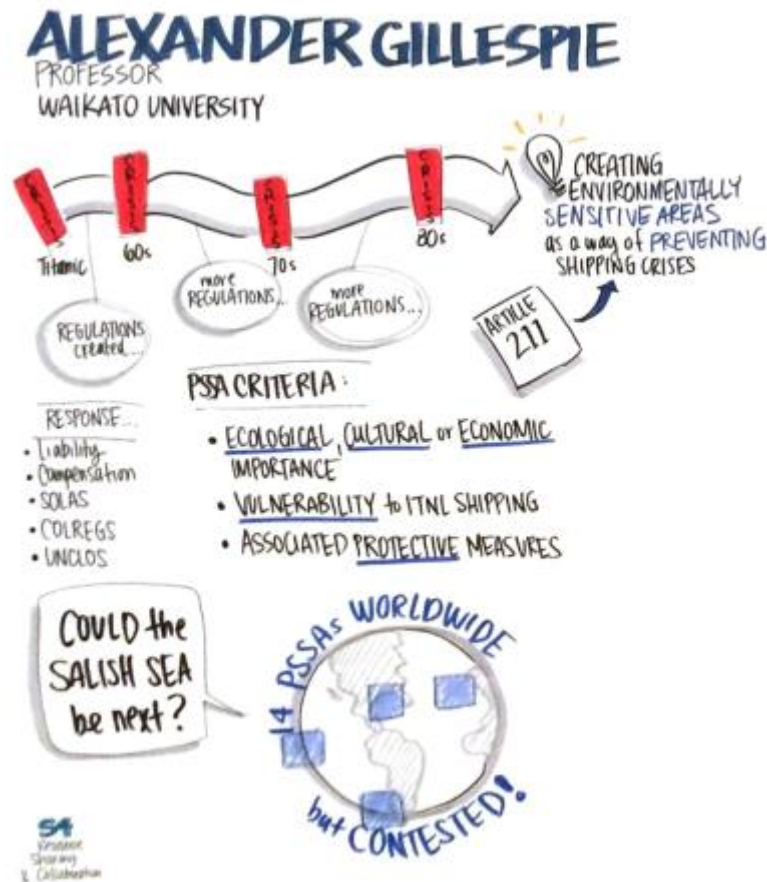 ALEXANDER GILLESPIE
PROFESSOR
WAIKATO UNIVERSITY
CRISIS
CRISIS
CRISIS
CRISIS
Titanic
60s
70s
80s
REGULATIONS
created...
more
REGULATIONS...
more
REGULATIONS...
CREATING
ENVIRONMENTALLY
SENSITIVE AREAS
as a way of PREVENTING
SHIPPING CRISES
ARTICLE
211
RESPONSE...
• Liability
• Compensation
• SOLAS
• COLREGS
• UNCLOS
PSSA CRITERIA:
• ECOLOGICAL, CULTURAL or ECONOMIC
IMPORTANCE
• VULNERABILITY to ITNL SHIPPING
• ASSOCIATED PROTECTIVE MEASURES
COULD the
SALISH SEA
be next?
14 PSSAs WORLDWIDE
but CONTESTED!
Resource
Sharing
& Collaboration